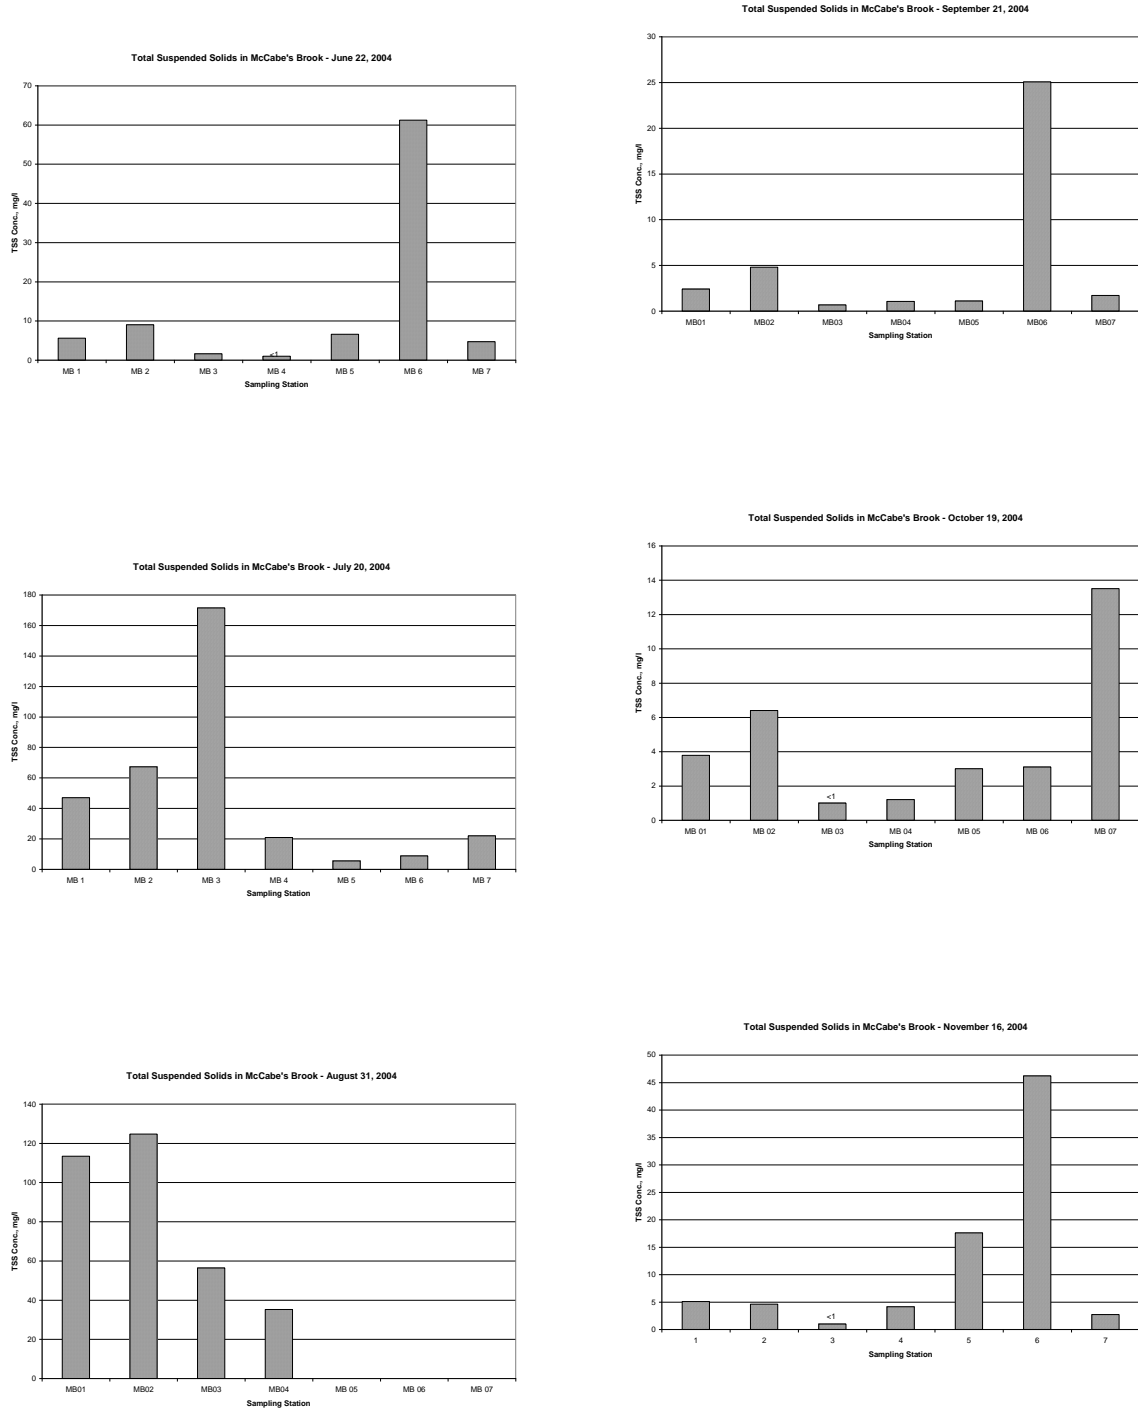 Total Suspended Solids in McCabe's Brook - June 22, 2004
70
60
50
40
30
20
10
0
TSS Conc., mg/l
<1
MB 1 MB 2 MB 3 MB 4 MB 5 MB 6 MB 7
Sampling Station
Total Suspended Solids in McCabe's Brook - September 21, 2004
30
25
20
15
10
5
0
TSS Conc., mg/l
MB01 MB02 MB03 MB04 MB05 MB06 MB07
Sampling Station
Total Suspended Solids in McCabe's Brook - July 20, 2004
180
160
140
120
100
80
60
40
20
0
TSS Conc., mg/l
MB 1 MB 2 MB 3 MB 4 MB 5 MB 6 MB 7
Sampling Station
Total Suspended Solids in McCabe's Brook - October 19, 2004
16
14
12
10
8
6
4
2
0
TSS Conc., mg/l
<1
MB 01 MB 02 MB 03 MB 04 MB 05 MB 06 MB 07
Sampling Station
Total Suspended Solids in McCabe's Brook - August 31, 2004
140
120
100
80
60
40
20
0
TSS Conc., mg/l
MB01 MB02 MB03 MB04 MB 05 MB 06 MB 07
Sampling Station
Total Suspended Solids in McCabe's Brook - November 16, 2004
50
45
40
35
30
25
20
15
10
5
0
TSS Conc., mg/l
<1
1 2 3 4 5 6 7
Sampling Station